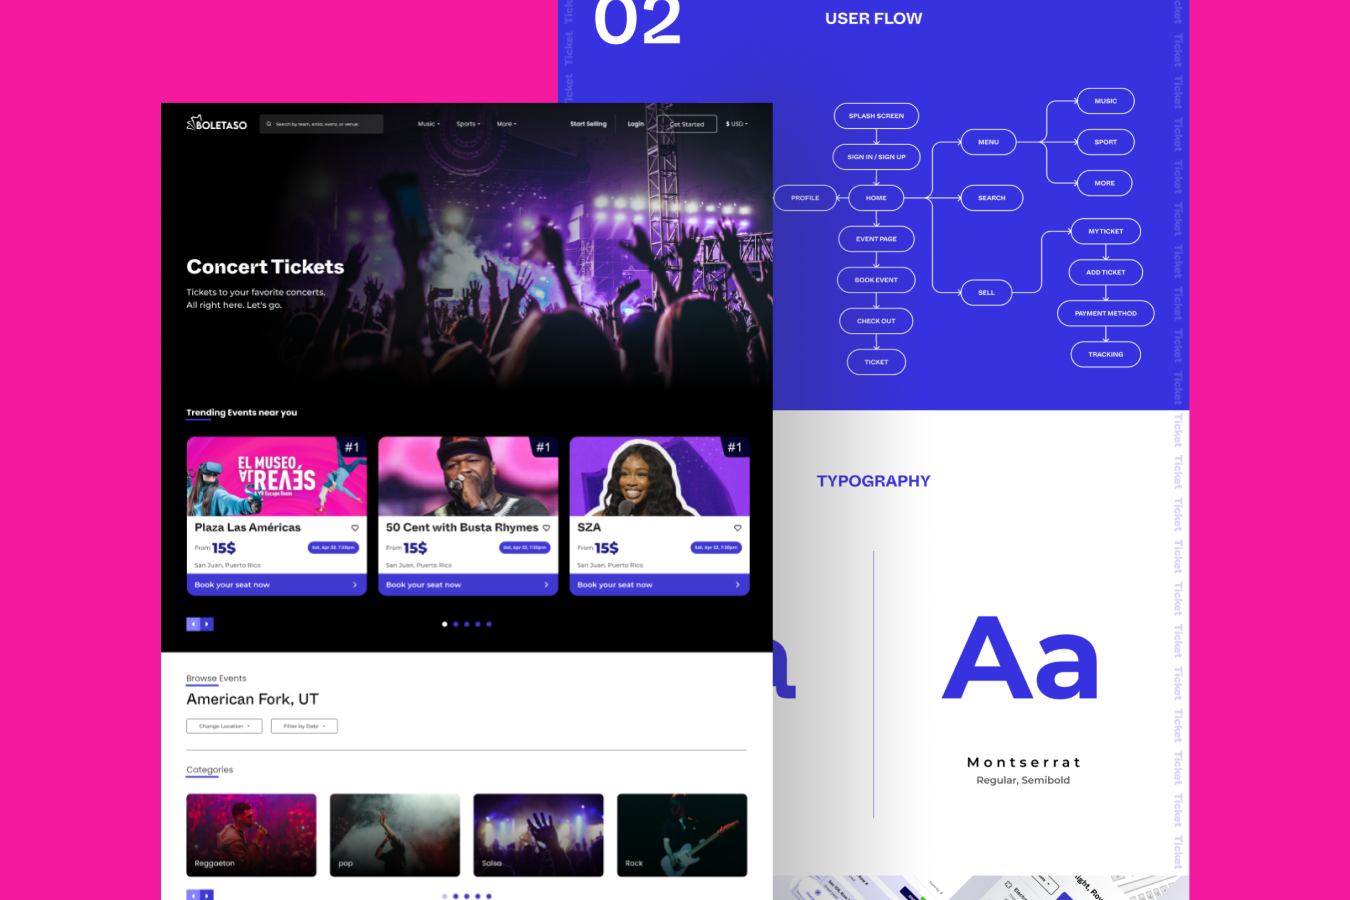 02
USER FLOW
SPLASH SCREEN
SIGN IN / SIGN UP
PROFILE
HOME
EVENT PAGE
BOOK EVENT
CHECK OUT
TICKET
MENU
SEARCH
SELL
MUSIC
SPORT
MORE
MY TICKET
ADD TICKET
PAYMENT METHOD
TRACKING
BOLETASO
Search by team, artist, event, or venue
Music
Sports
More
Start Selling
Login
Get Started
$ USD
Concert Tickets
Tickets to your favorite concerts.
All right here. Let's go.
Trending Events near you
#1
EL MUSEO
AL REVÉS
A VR Escape Room
Plaza Las Américas
From 15$
Sat, Apr 22, 7:30pm
San Juan, Puerto Rico
Book your seat now
#1
50 Cent with Busta Rhymes
From 15$
Sat, Apr 22, 7:30pm
San Juan, Puerto Rico
Book your seat now
#1
SZA
From 15$
Sat, Apr 22, 7:30pm
San Juan, Puerto Rico
Book your seat now
Browse Events
American Fork, UT
Change Location
Filter by Date
Categories
Reggaeton
pop
Salsa
Rock
TYPOGRAPHY
Aa
Montserrat
Regular, Semibold
Ticket Ticket Ticket Ticket Ticket Ticket Ticket Ticket Ticket Ticket Ticket Ticket Ticket Ticket Ticket Ticket Ticket Ticket Ticket Ticket